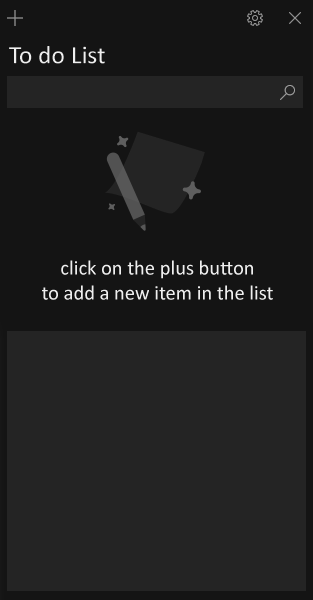 To do List
click on the plus button
to add a new item in the list